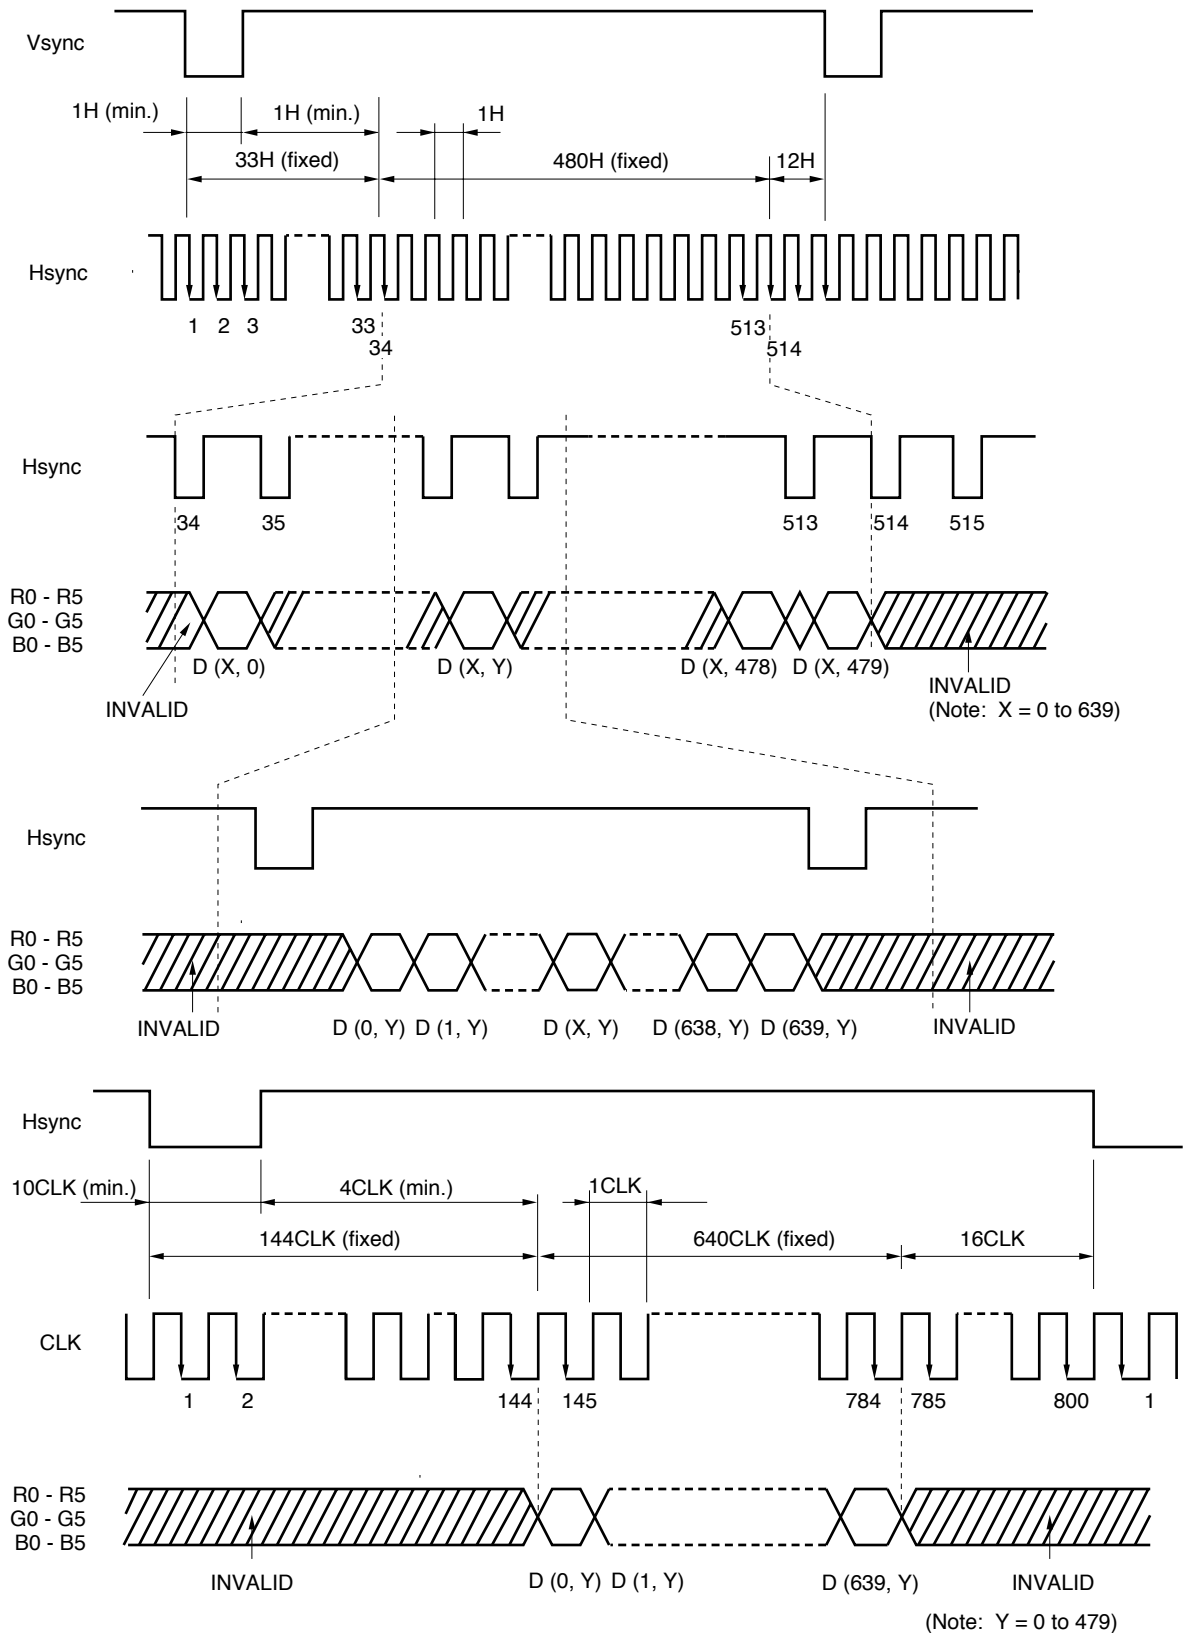 Vsync
1H (min.)
1H (min.)
1H
33H (fixed)
480H (fixed)
12H
Hsync
1 2 3 33 513
34 514
Hsync
34 35 513 514 515
R0 - R5
G0 - G5
B0 - B5
D (X, 0) D (X, Y) D (X, 478) D (X, 479)
INVALID
INVALID
(Note: X = 0 to 639)
Hsync
R0 - R5
G0 - G5
B0 - B5
INVALID D (0, Y) D (1, Y) D (X, Y) D (638, Y) D (639, Y) INVALID
Hsync
10CLK (min.) 4CLK (min.) 1CLK
144CLK (fixed) 640CLK (fixed) 16CLK
CLK
1 2 144 145 784 785 800 1
R0 - R5
G0 - G5
B0 - B5
INVALID D (0, Y) D (1, Y) D (639, Y) INVALID
(Note: Y = 0 to 479)